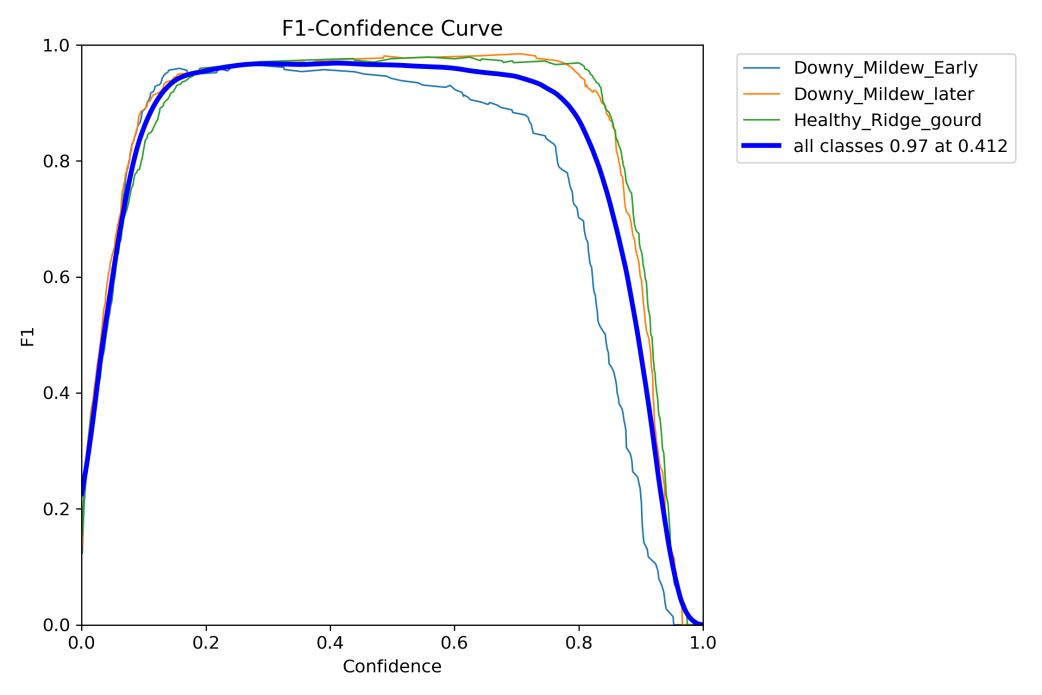 F1-Confidence Curve
1.0
0.8
0.6
0.4
0.2
0.0
F1
0.0 0.2 0.4 0.6 0.8 1.0
Confidence
Downy_Mildew_Early
Downy_Mildew_later
Healthy_Ridge_gourd
all classes 0.97 at 0.412